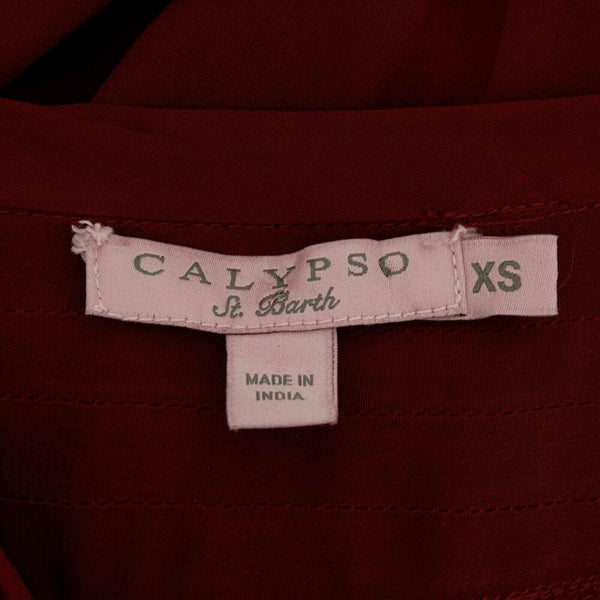 CALYPSO
St. Barth
XS
MADE IN
INDIA